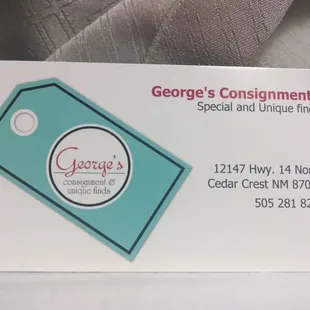 George's Consignment
Special and Unique fin
George's
consignment &
unique finds
12147 Hwy. 14 Nor
Cedar Crest NM 870
505 281 82